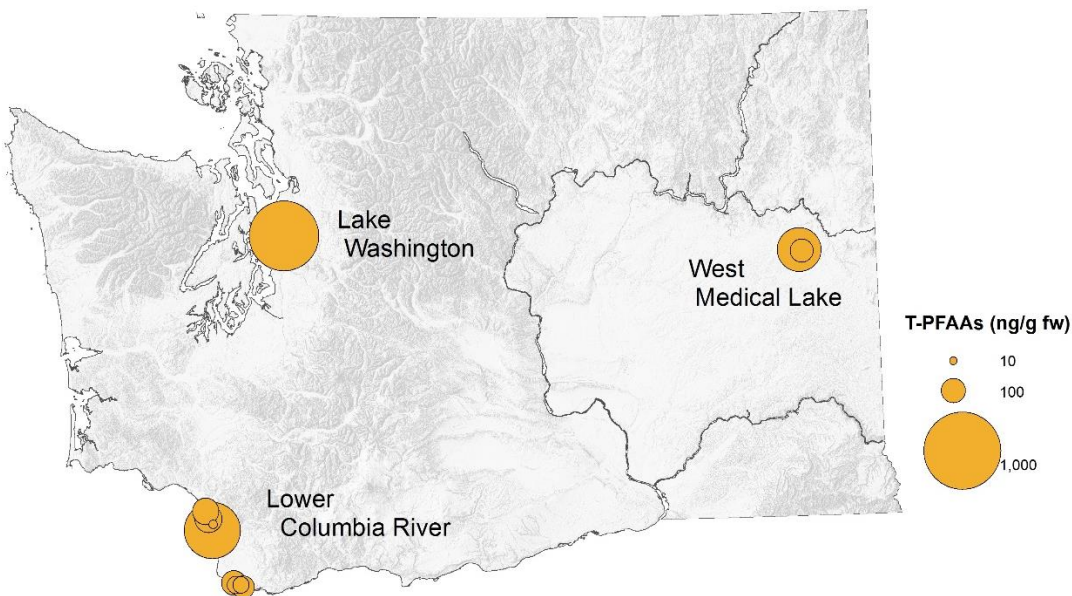 Lake
Washington
West
Medical Lake
T-PFAAs (ng/g fw)
10
100
1,000
Lower
Columbia River